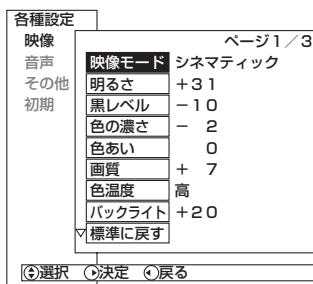 各種設定
映像
音声
その他
初期
ページ1／3
映像モード シネマティック
明るさ ＋31
黒レベル －10
色の濃さ － 2
色あい 0
画質 ＋ 7
色温度 高
バックライト ＋20
▽標準に戻す
選択 決定 戻る